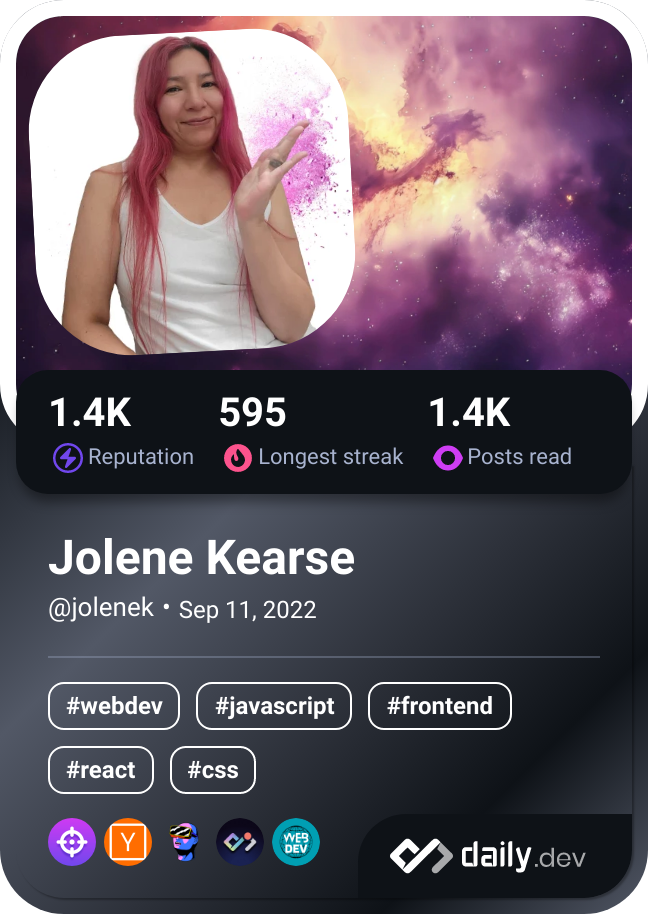 1.4K 595 1.4K
Reputation Longest streak Posts read
Jolene Kearse
@jolenek • Sep 11, 2022
#webdev #javascript #frontend
#react #css
Y WEB DEV
daily.dev